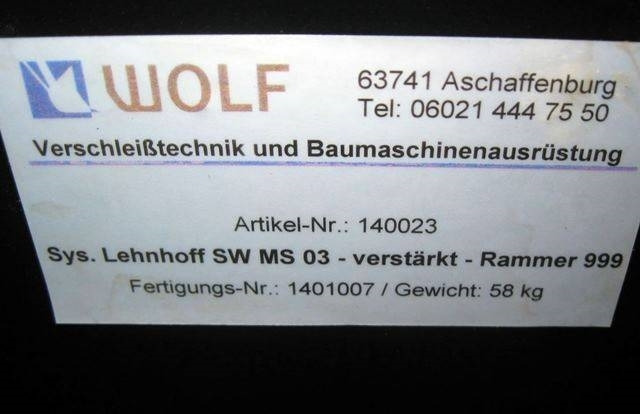 WOLF
63741 Aschaffenburg
Tel: 06021 444 75 50
Verschleißtechnik und Baumaschinenausrüstung
Artikel-Nr.: 140023
Sys. Lehnhoff SW MS 03 - verstärkt - Rammer 999
Fertigungs-Nr.: 1401007 / Gewicht: 58 kg